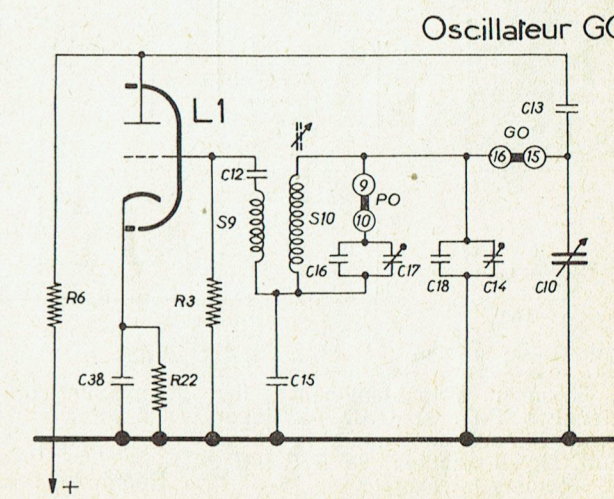 Oscillateur GO
C13
L1
GO
16 15
C12
9
PO
10
S9
S10
C16
C17
C18
C14
C10
R6
R3
C38
R22
C15
+